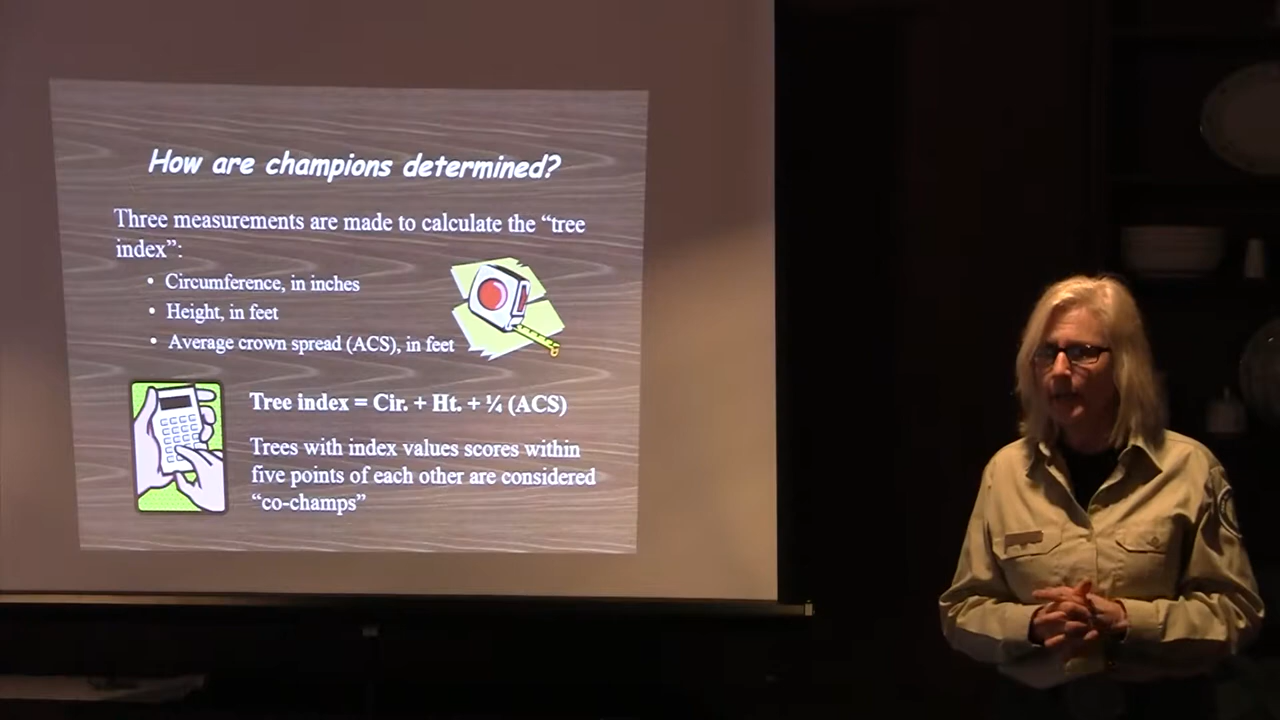 How are champions determined?
Three measurements are made to calculate the “tree
index”:
• Circumference, in inches
• Height, in feet
• Average crown spread (ACS), in feet
Tree index = Cir. + Ht. + ¼ (ACS)
Trees with index values scores within
five points of each other are considered
“co-champs”